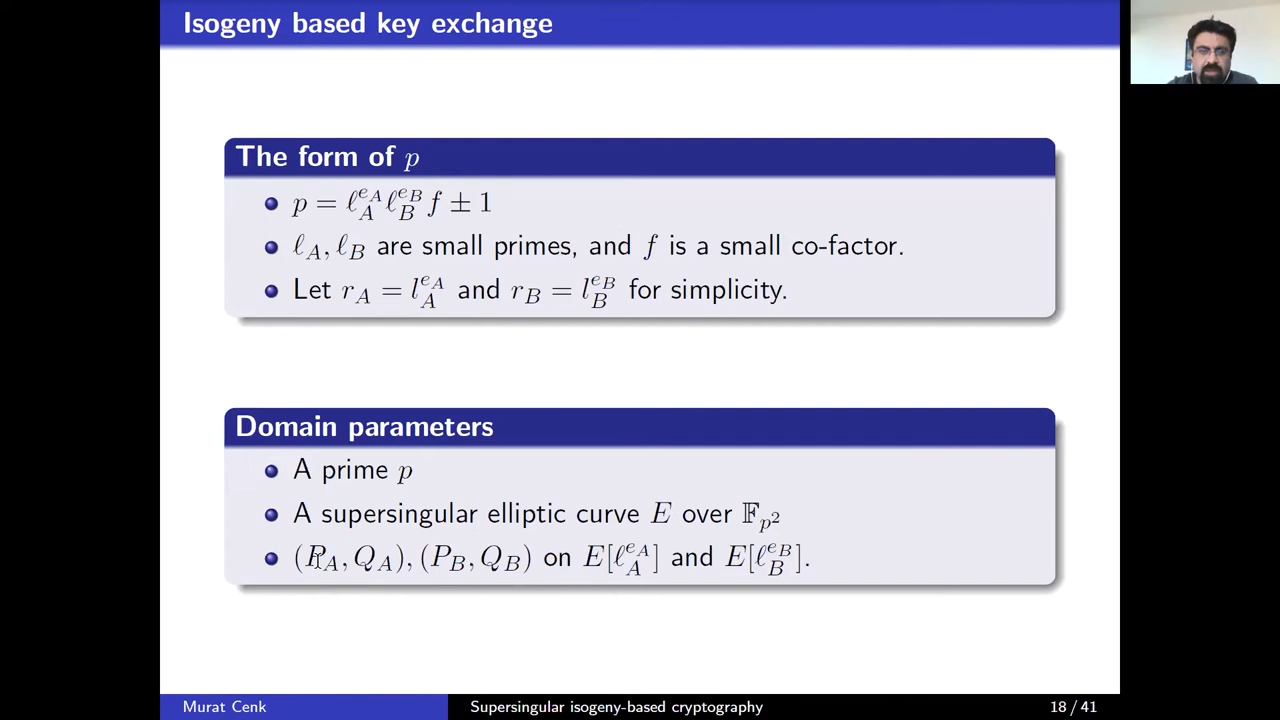 Isogeny based key exchange
The form of p
p = ℓ_A^{e_A} ℓ_B^{e_B} f ± 1
ℓ_A, ℓ_B are small primes, and f is a small co-factor.
Let r_A = l_A^{e_A} and r_B = l_B^{e_B} for simplicity.
Domain parameters
A prime p
A supersingular elliptic curve E over 𝔽_{p^2}
(P_A, Q_A), (P_B, Q_B) on E[ℓ_A^{e_A}] and E[ℓ_B^{e_B}].
Murat Cenk
Supersingular isogeny-based cryptography
18 / 41